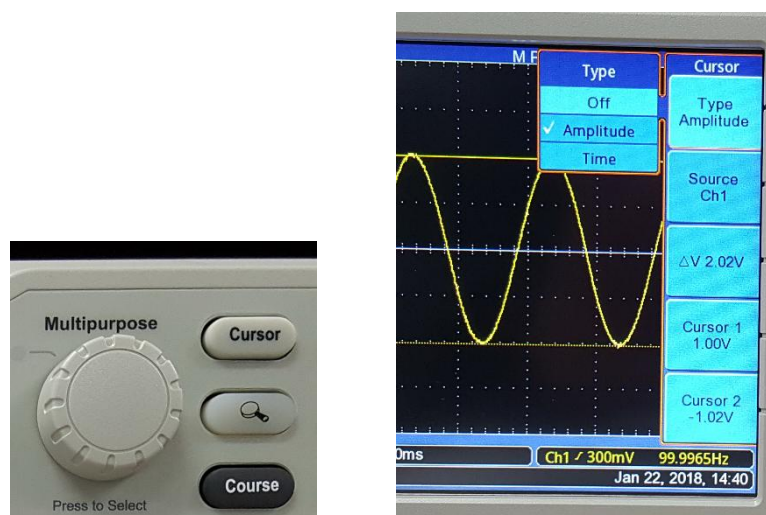 Multipurpose
Cursor
Course
Press to Select
Type
Off
Amplitude
Time
Cursor
Type
Amplitude
Source
Ch1
△V 2.02V
Cursor 1
1.00V
Cursor 2
-1.02V
0ms
Ch1 300mV
99.9965Hz
Jan 22, 2018, 14:40